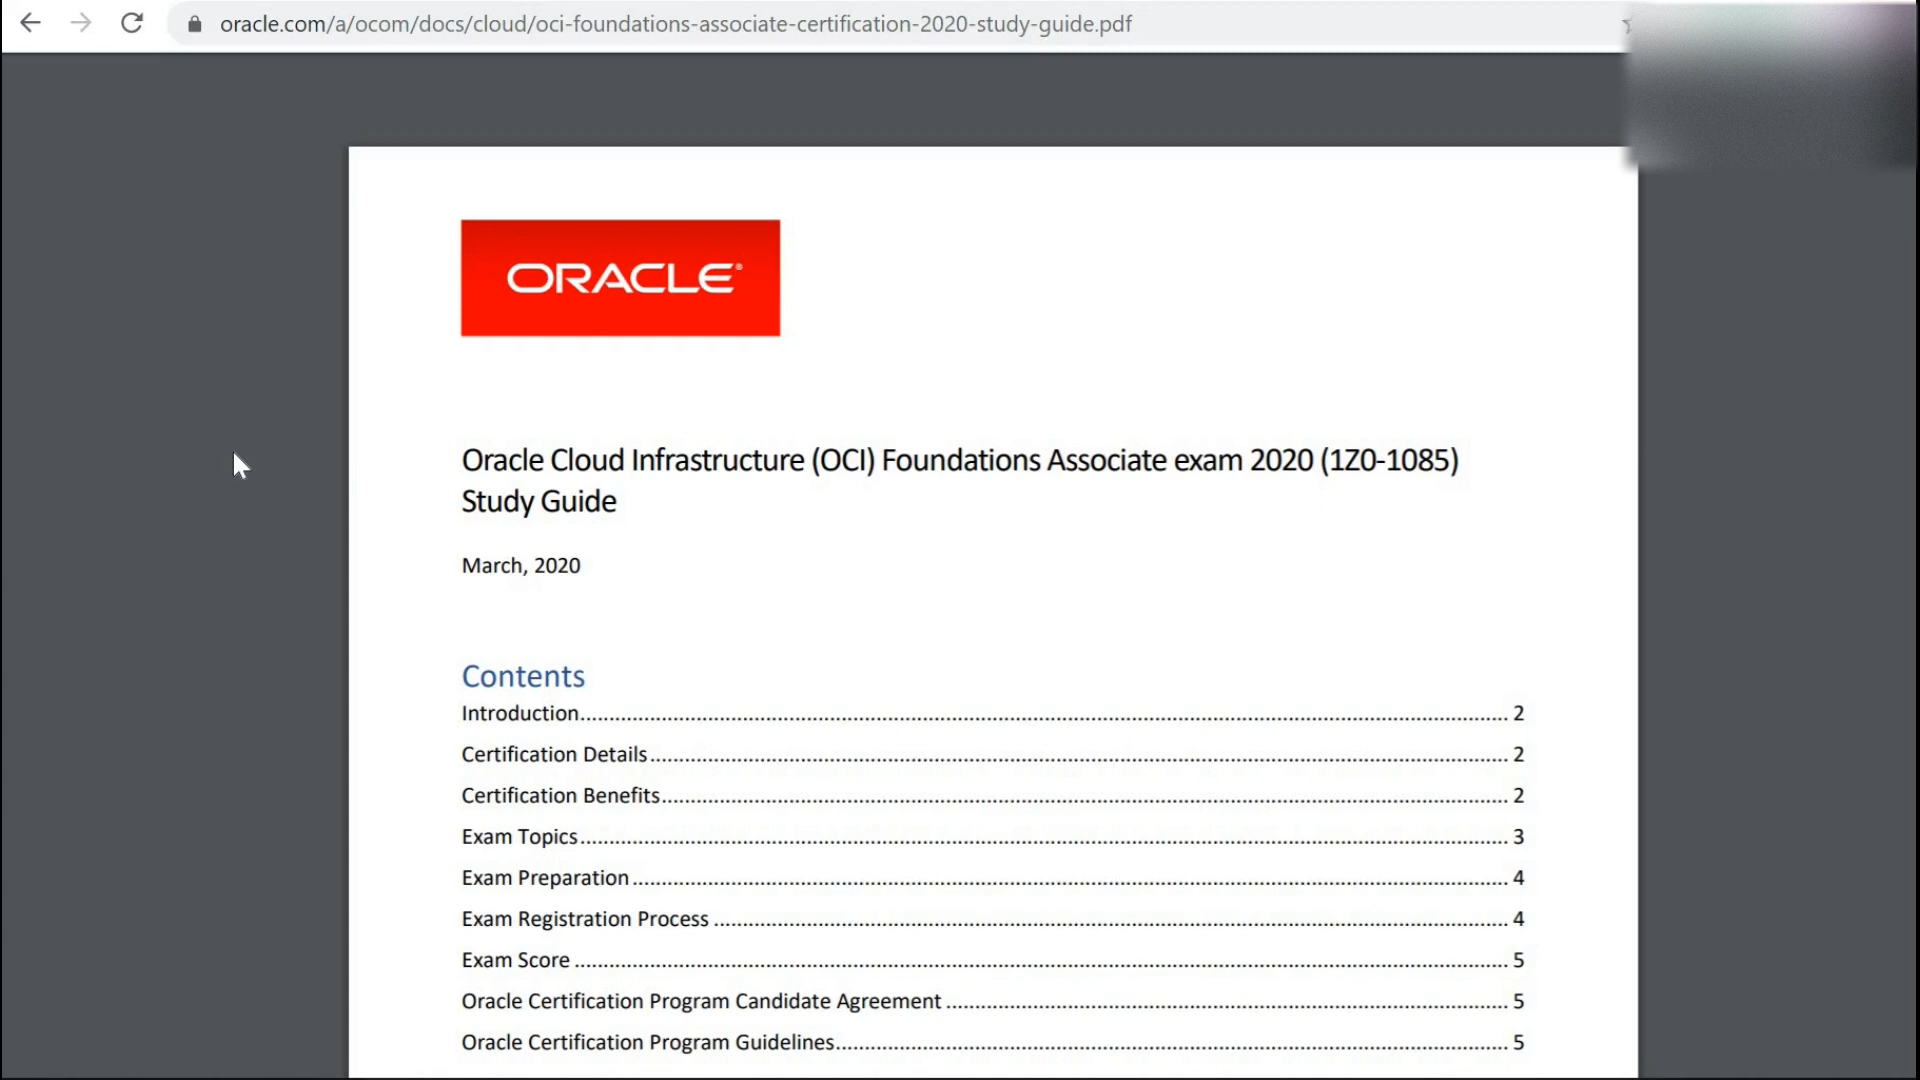 oracle.com/a/ocom/docs/cloud/oci-foundations-associate-certification-2020-study-guide.pdf
ORACLE®
Oracle Cloud Infrastructure (OCI) Foundations Associate exam 2020 (1Z0-1085)
Study Guide
March, 2020
Contents
Introduction 2
Certification Details 2
Certification Benefits 2
Exam Topics 3
Exam Preparation 4
Exam Registration Process 4
Exam Score 5
Oracle Certification Program Candidate Agreement 5
Oracle Certification Program Guidelines 5